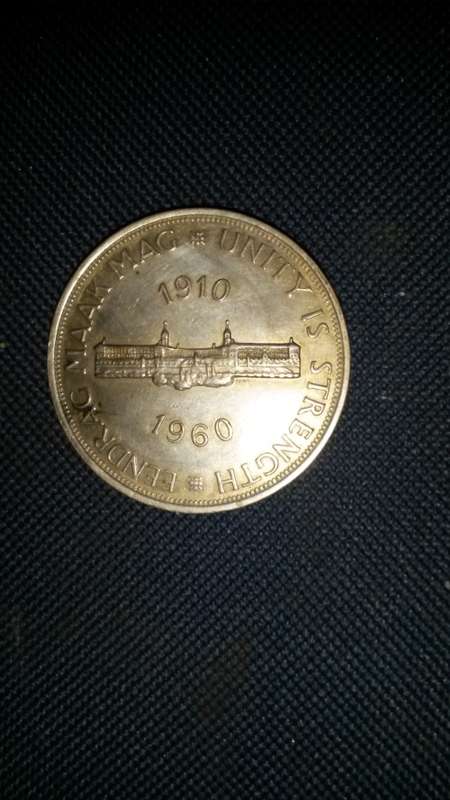 EENDRAG MAAK MAG
UNITY IS STRENGTH
1910
1960